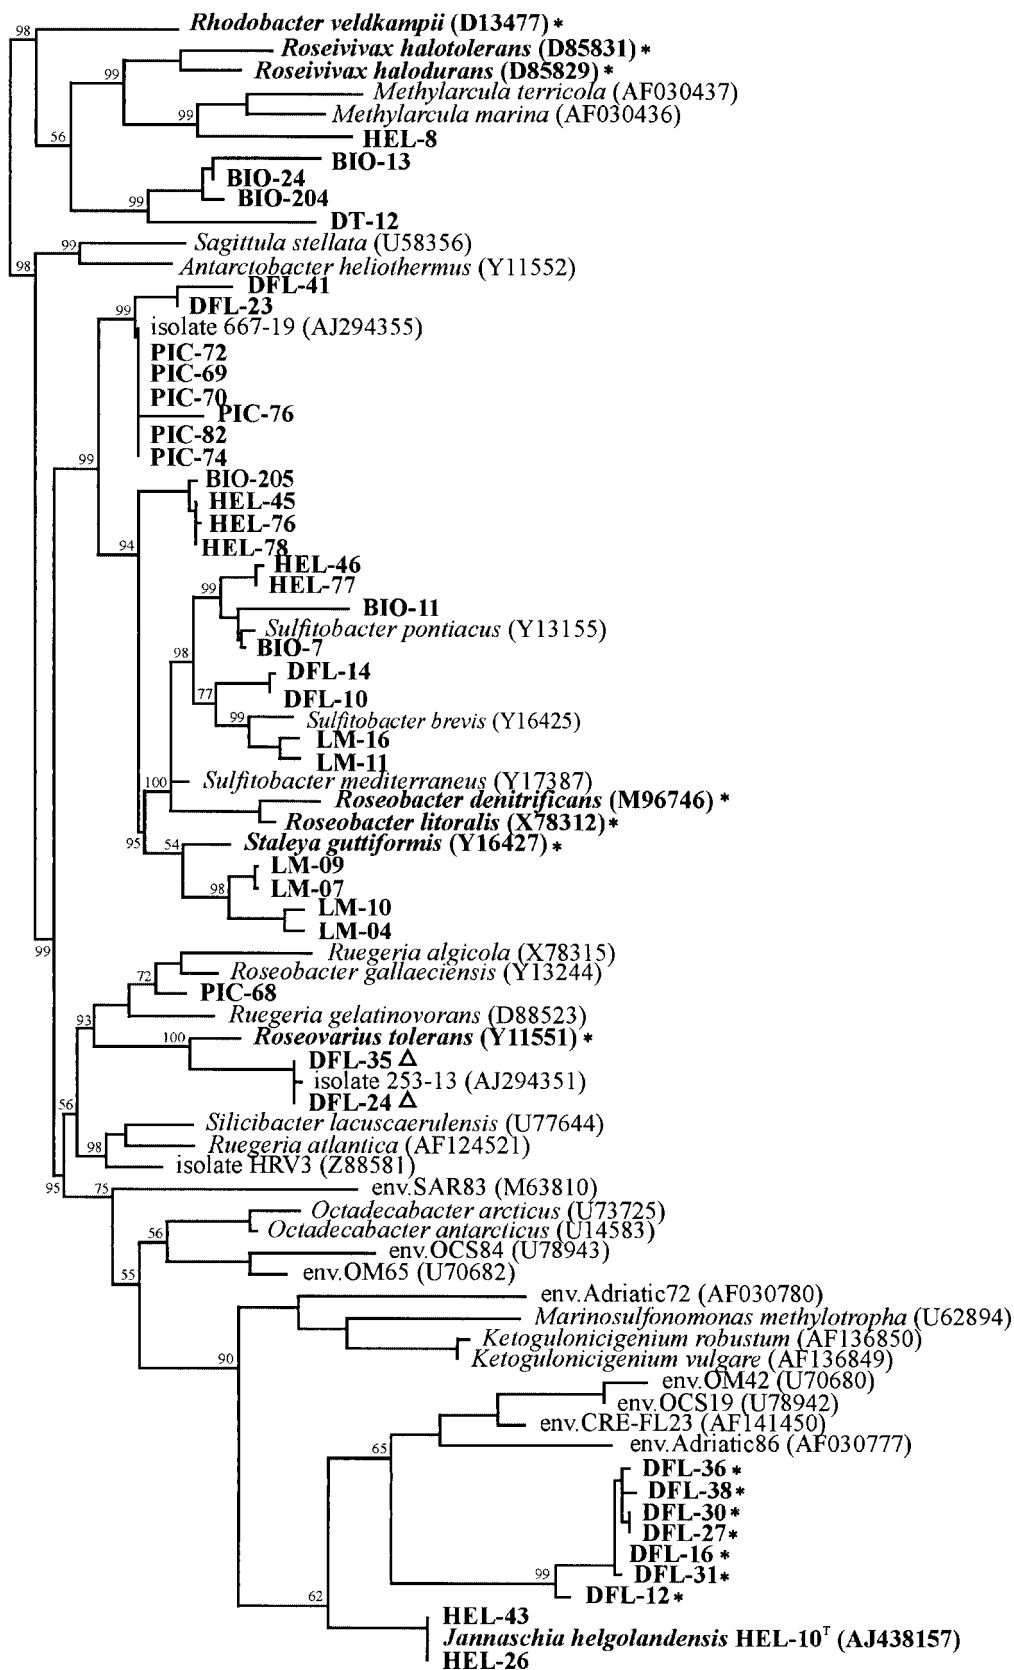 98
Rhodobacter veldkampii (D13477) *
Roseivivax halotolerans (D85831) *
Roseivivax halodurans (D85829) *
99
Methylarcula terricola (AF030437)
Methylarcula marina (AF030436)
99
HEL-8
56
BIO-13
BIO-24
BIO-204
99
DT-12
Sagittula stellata (U58356)
99
Antarctobacter heliothermus (Y11552)
98
DFL-41
DFL-23
99
isolate 667-19 (AJ294355)
PIC-72
PIC-69
PIC-70
PIC-76
PIC-82
PIC-74
99
BIO-205
HEL-45
HEL-76
HEL-78
94
HEL-46
HEL-77
99
BIO-11
Sulfitobacter pontiacus (Y13155)
BIO-7
98
DFL-14
DFL-10
77
Sulfitobacter brevis (Y16425)
99
LM-16
LM-11
Sulfitobacter mediterraneus (Y17387)
100
Roseobacter denitrificans (M96746) *
Roseobacter litoralis (X78312) *
Staleya guttiformis (Y16427) *
95
54
LM-09
LM-07
98
LM-10
LM-04
99
Ruegeria algicola (X78315)
Roseobacter gallaeciensis (Y13244)
72
PIC-68
Ruegeria gelatinovorans (D88523)
93
Roseovarius tolerans (Y11551) *
100
DFL-35 Δ
isolate 253-13 (AJ294351)
DFL-24 Δ
56
Silicibacter lacuscaerulensis (U77644)
Ruegeria atlantica (AF124521)
98
isolate HRV3 (Z88581)
95
75
env.SAR83 (M63810)
Octadecabacter arcticus (U73725)
Octadecabacter antarcticus (U14583)
56
env.OCS84 (U78943)
env.OM65 (U70682)
55
env.Adriatic72 (AF030780)
Marinosulfonomonas methylotropha (U62894)
Ketogulonicigenium robustum (AF136850)
Ketogulonicigenium vulgare (AF136849)
90
env.OM42 (U70680)
env.OCS19 (U78942)
env.CRE-FL23 (AF141450)
env.Adriatic86 (AF030777)
65
DFL-36 *
DFL-38 *
DFL-30 *
DFL-27 *
DFL-16 *
DFL-31 *
99
DFL-12 *
62
HEL-43
Jannaschia helgolandensis HEL-10ᵀ (AJ438157)
HEL-26